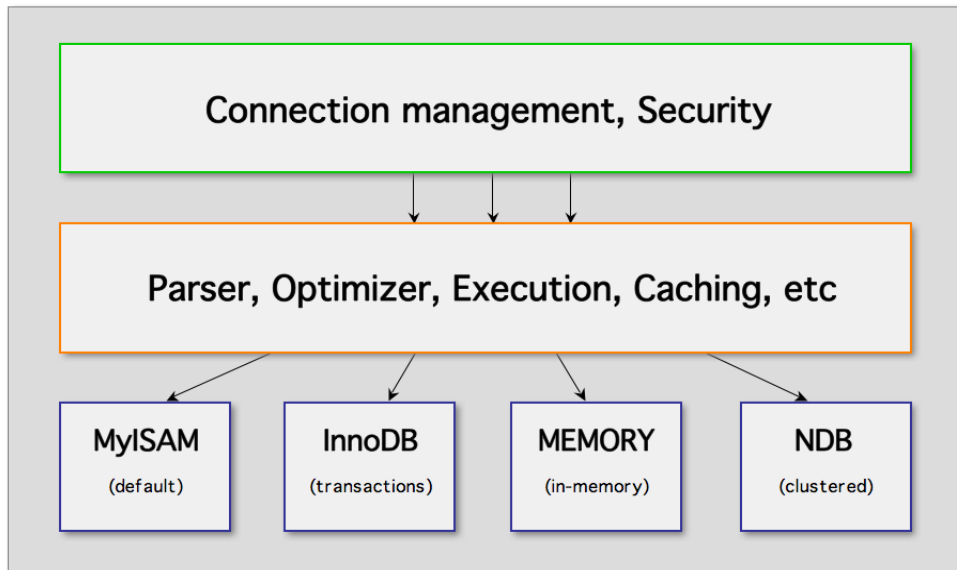 Connection management, Security
Parser, Optimizer, Execution, Caching, etc
MyISAM
(default)
InnoDB
(transactions)
MEMORY
(in-memory)
NDB
(clustered)